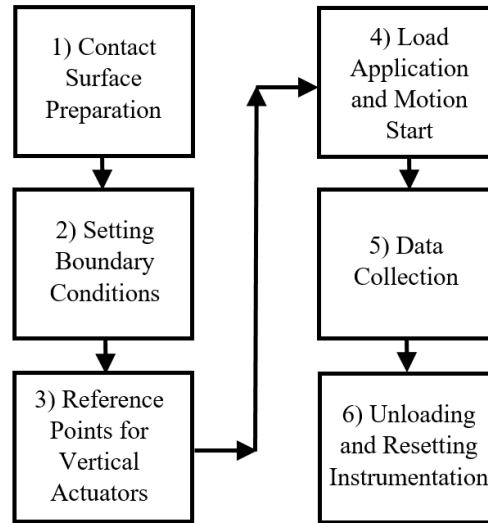 1) Contact
Surface
Preparation
2) Setting
Boundary
Conditions
3) Reference
Points for
Vertical
Actuators
4) Load
Application
and Motion
Start
5) Data
Collection
6) Unloading
and Resetting
Instrumentation